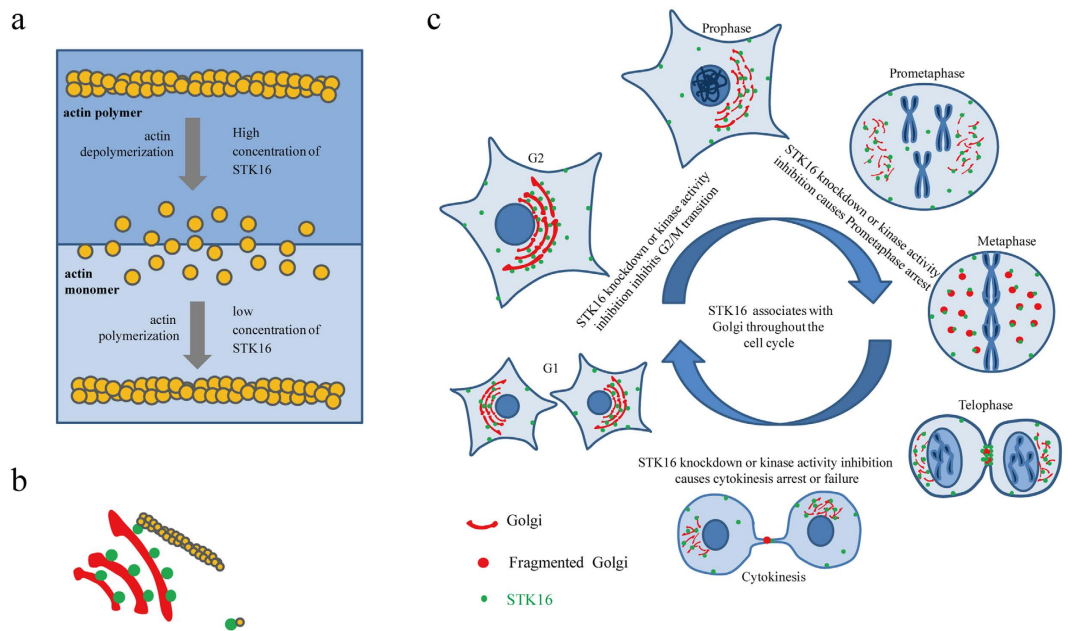 a
actin polymer
actin
depolymerization
High
concentration of
STK16
actin
monomer
actin
polymerization
low
concentration of
STK16
b
c
Prophase
Prometaphase
G2
STK16 knockdown or kinase activity
inhibition inhibits G2/M transition
STK16 knockdown or kinase activity
inhibition causes Prometaphase arrest
Metaphase
STK16 associates with
Golgi throughout the
cell cycle
G1
Telophase
STK16 knockdown or kinase activity inhibition
causes cytokinesis arrest or failure
Cytokinesis
Golgi
Fragmented Golgi
STK16